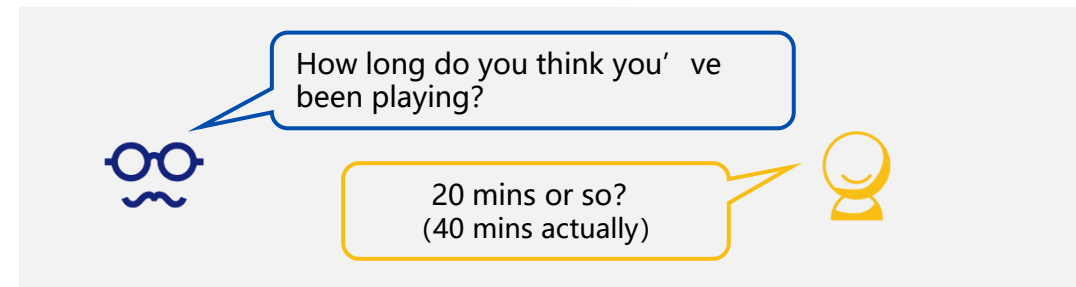 How long do you think you’ ve
been playing?
20 mins or so?
(40 mins actually)